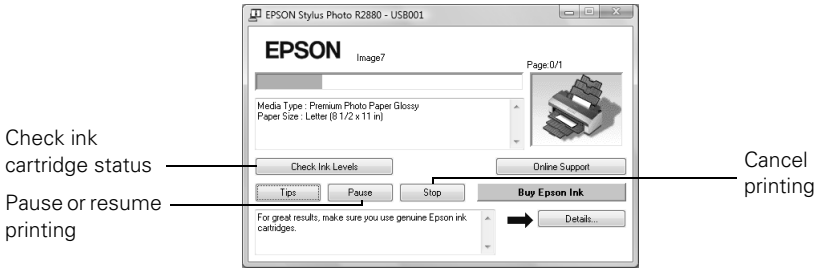 EPSON Stylus Photo R2880 - USB001
EPSON
Image7
Page:0/1
Media Type : Premium Photo Paper Glossy
Paper Size : Letter (8 1/2 x 11 in)
Check ink
cartridge status
Check Ink Levels
Online Support
Cancel
printing
Tips
Pause
Stop
Buy Epson Ink
Pause or resume
printing
For great results, make sure you use genuine Epson ink
cartridges.
Details...